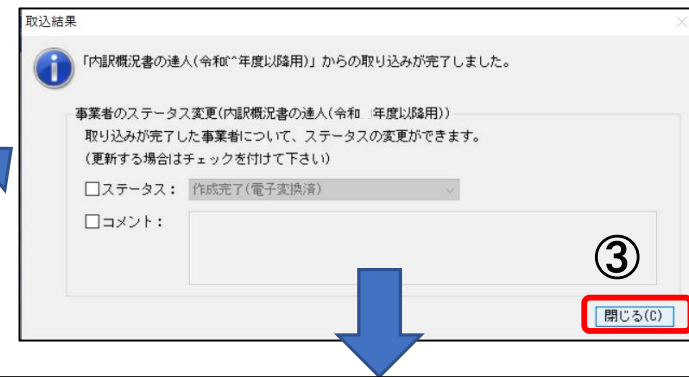 取込結果
「内訳概況書の達人(令和^^年度以降用)」からの取り込みが完了しました。
事業者のステータス変更(内訳概況書の達人(令和 年度以降用))
取り込みが完了した事業者について、ステータスの変更ができます。
(更新する場合はチェックを付けて下さい)
□ステータス： 作成完了(電子変換済)
□コメント：
③
閉じる(C)